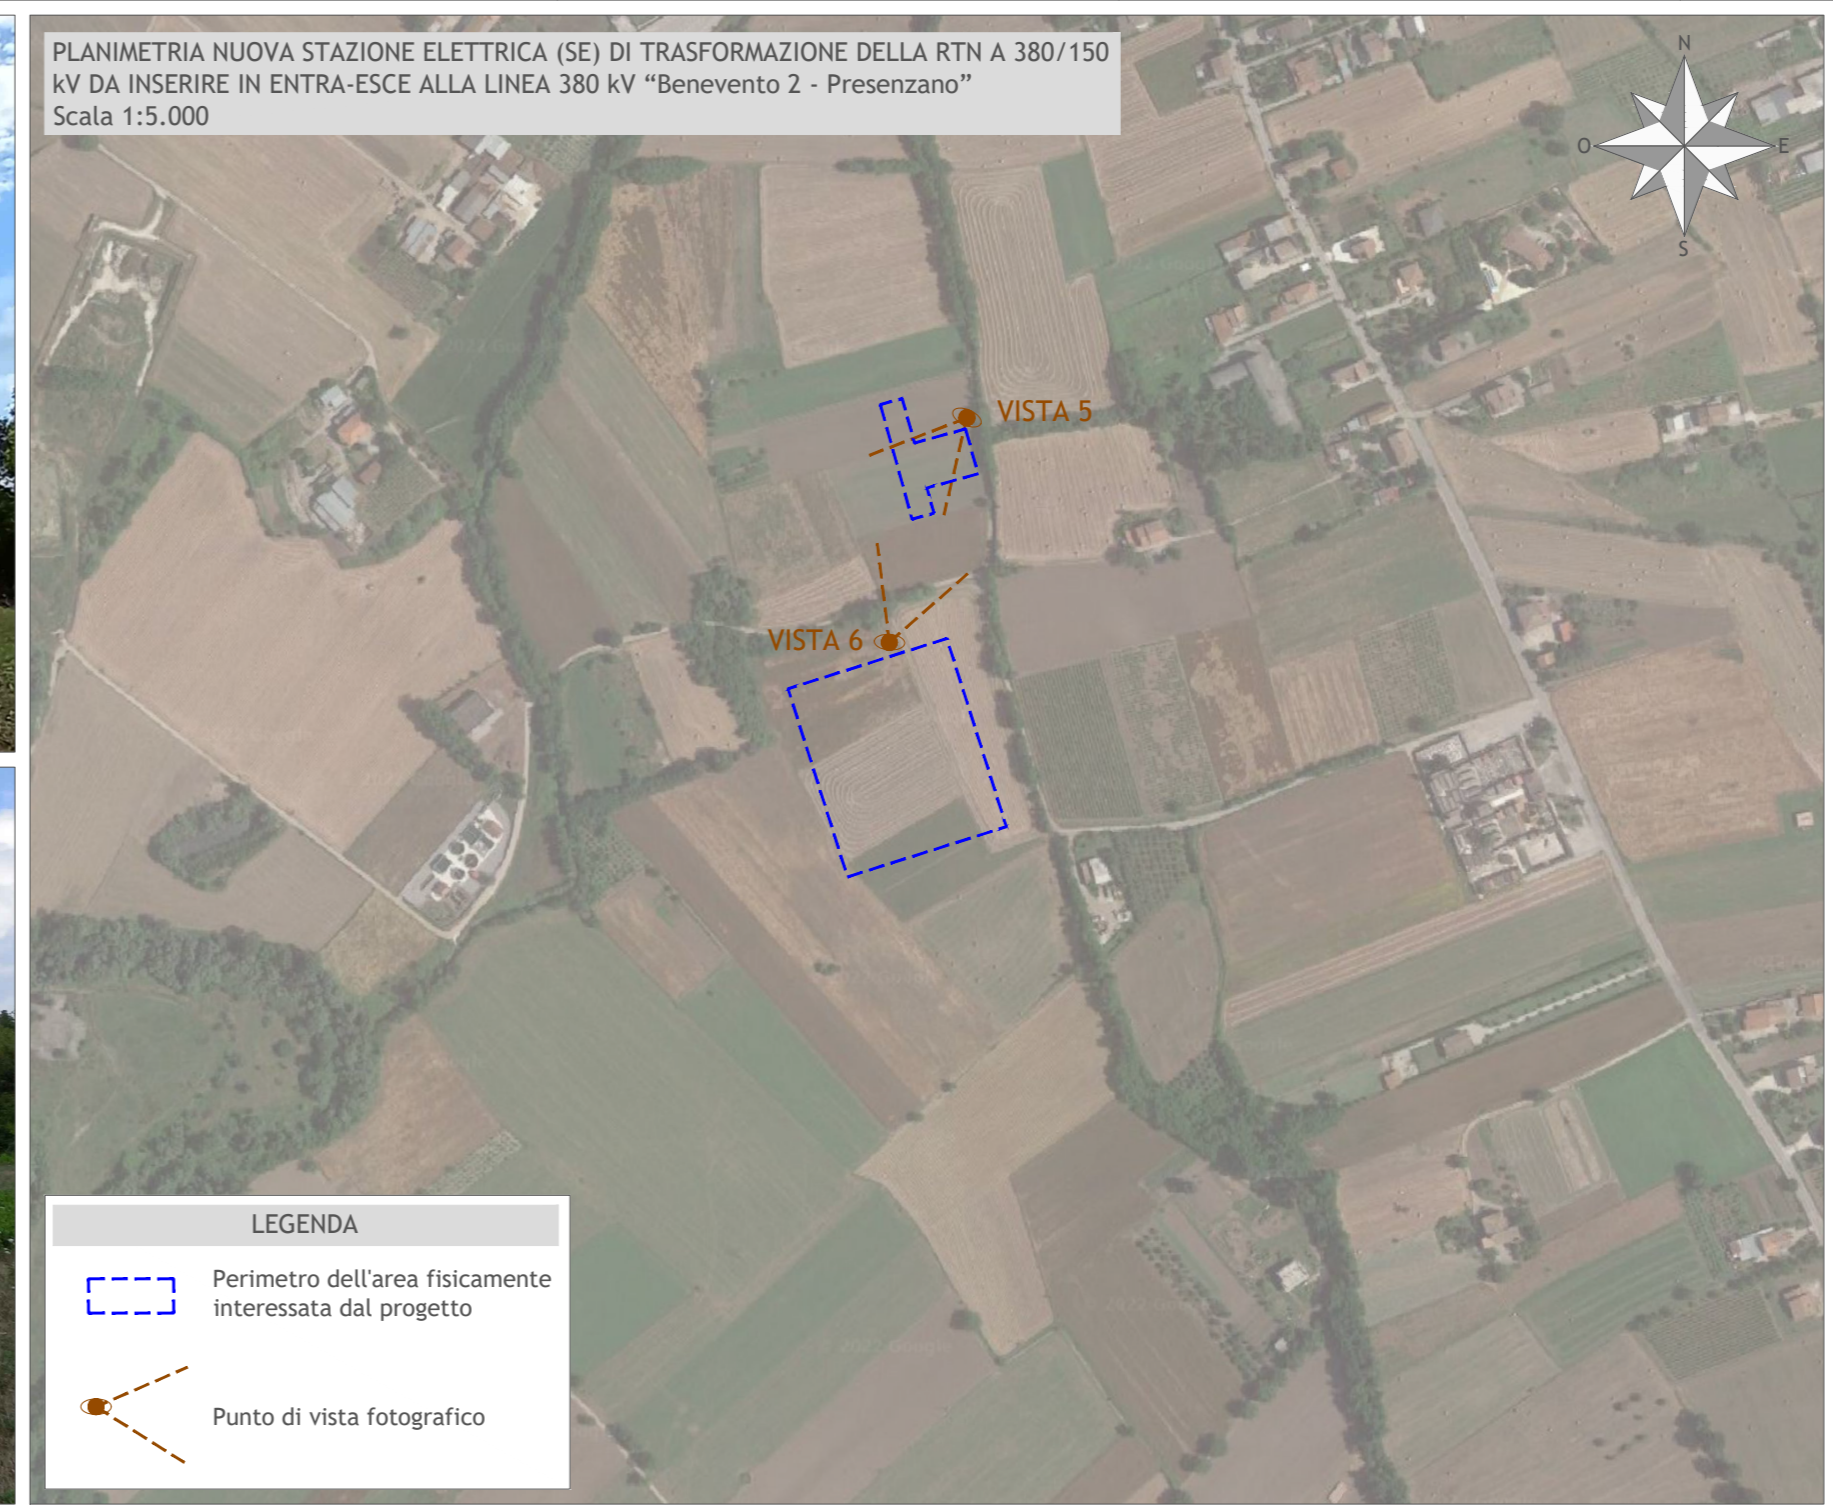 PLANIMETRIA NUOVA STAZIONE ELETTRICA (SE) DI TRASFORMAZIONE DELLA RTN A 380/150
kV DA INSERIRE IN ENTRA-ESCE ALLA LINEA 380 kV “Benevento 2 - Presenzano”
Scala 1:5.000
N
O
E
S
VISTA 5
VISTA 6
LEGENDA
Perimetro dell'area fisicamente
interessata dal progetto
Punto di vista fotografico